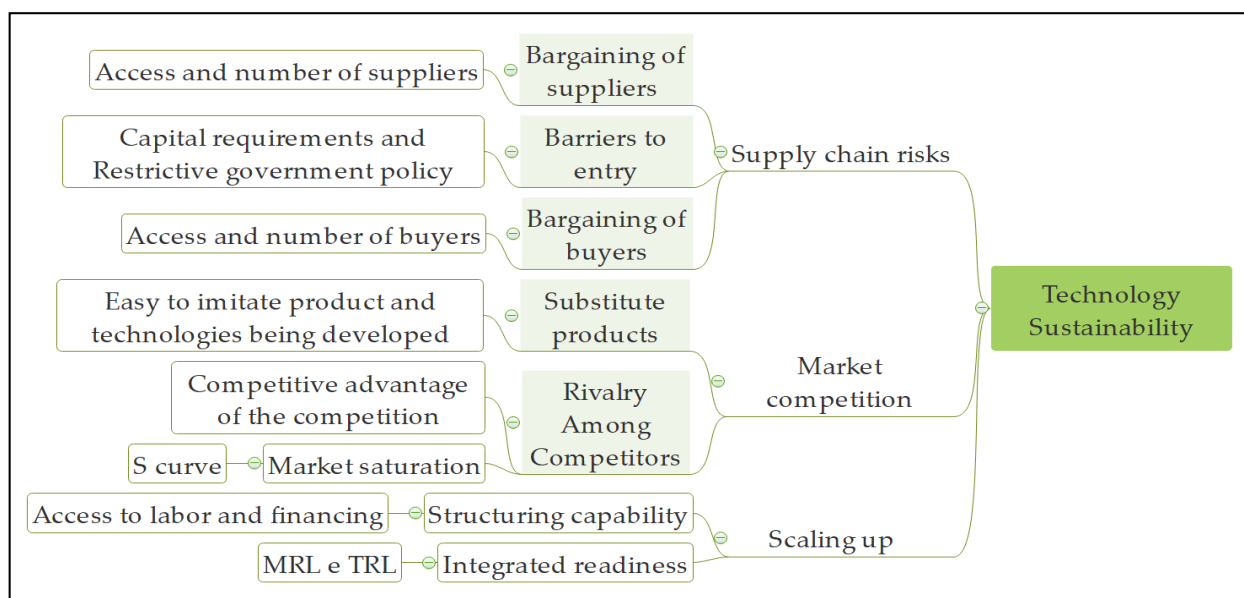 Access and number of suppliers
Bargaining of
suppliers
Capital requirements and
Restrictive government policy
Barriers to
entry
Supply chain risks
Access and number of buyers
Bargaining of
buyers
Easy to imitate product and
technologies being developed
Substitute
products
Technology
Sustainability
Competitive advantage
of the competition
Rivalry
Among
Competitors
Market
competition
S curve
Market saturation
Access to labor and financing
Structuring capability
Scaling up
MRL e TRL
Integrated readiness